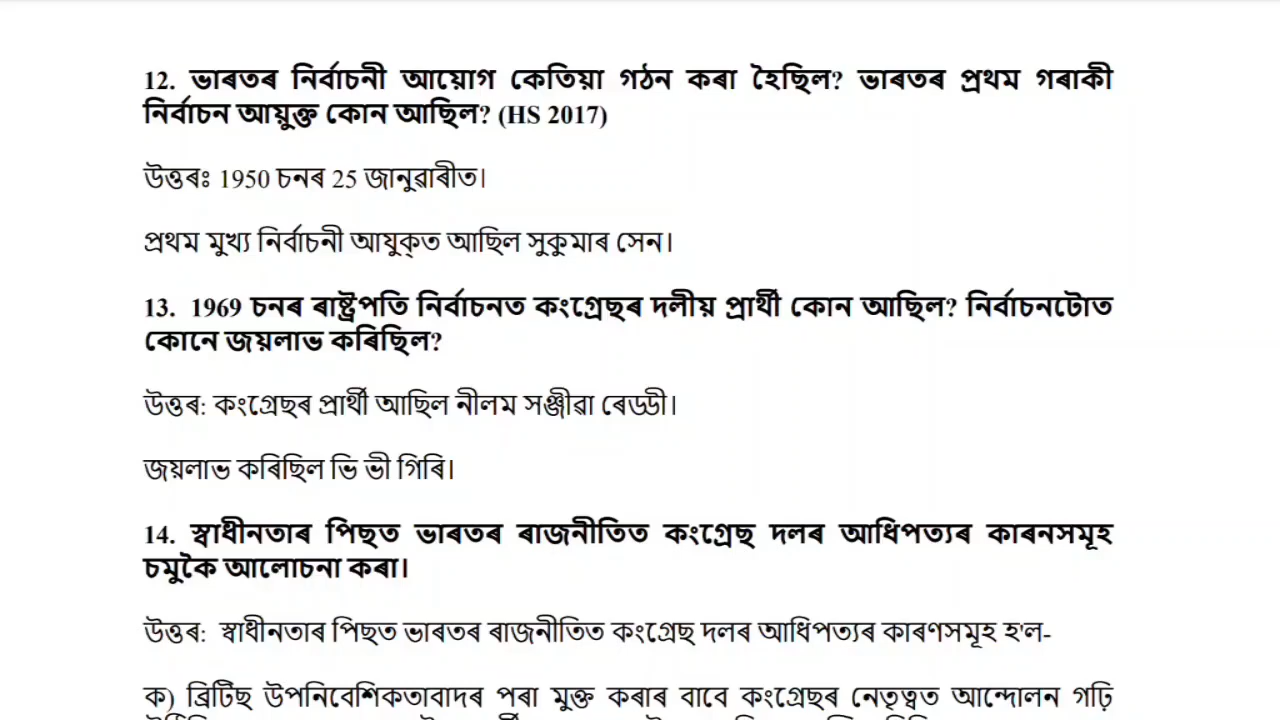 12. ভাৰতৰ নিৰ্বাচনী আয়োগ কেতিয়া গঠন কৰা হৈছিল? ভাৰতৰ প্ৰথম গৰাকী
নিৰ্বাচন আয়ুক্ত কোন আছিল? (HS 2017)
উত্তৰঃ 1950 চনৰ 25 জানুৱাৰীত।
প্ৰথম মুখ্য নিৰ্বাচনী আযুক্‌ত আছিল সুকুমাৰ সেন।
13. 1969 চনৰ ৰাষ্ট্ৰপতি নিৰ্বাচনত কংগ্ৰেছৰ দলীয় প্ৰাৰ্থী কোন আছিল? নিৰ্বাচনটোত
কোনে জয়লাভ কৰিছিল?
উত্তৰ: কংগ্ৰেছৰ প্ৰাৰ্থী আছিল নীলম সঞ্জীৱা ৰেড্ডী।
জয়লাভ কৰিছিল ভি ভী গিৰি।
14. স্বাধীনতাৰ পিছত ভাৰতৰ ৰাজনীতিত কংগ্ৰেছ দলৰ আধিপত্যৰ কাৰনসমূহ
চমুকৈ আলোচনা কৰা।
উত্তৰ: স্বাধীনতাৰ পিছত ভাৰতৰ ৰাজনীতিত কংগ্ৰেছ দলৰ আধিপত্যৰ কাৰণসমূহ হ'ল-
ক) ব্ৰিটিছ উপনিবেশিকতাবাদৰ পৰা মুক্ত কৰাৰ বাবে কংগ্ৰেছৰ নেতৃত্বত আন্দোলন গঢ়ি